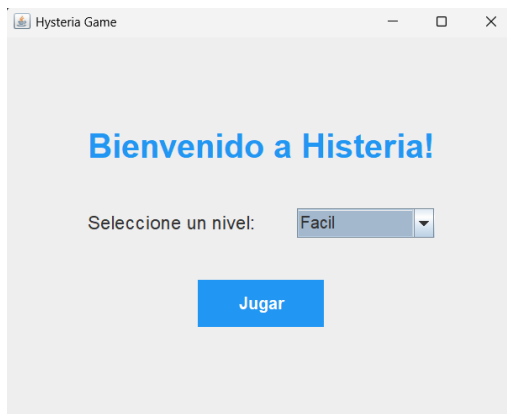 Hysteria Game
Bienvenido a Histeria!
Seleccione un nivel: Facil
Jugar